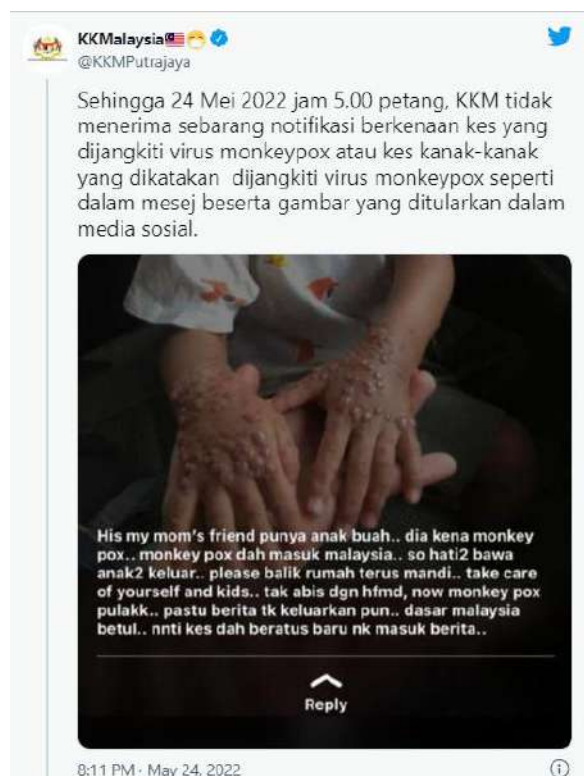 KKMalaysia
@KKMPutrajaya
Sehingga 24 Mei 2022 jam 5.00 petang, KKM tidak
menerima sebarang notifikasi berkenaan kes yang
dijangkiti virus monkeypox atau kes kanak-kanak
yang dikatakan  dijangkiti virus monkeypox seperti
dalam mesej beserta gambar yang ditularkan dalam
media sosial.
His my mom's friend punya anak buah.. dia kena monkey
pox.. monkey pox dah masuk malaysia.. so hati2 bawa
anak2 keluar.. please balik rumah terus mandi.. take care
of yourself and kids.. tak abis dgn hfmd, now monkey pox
pulakk.. pastu berita tk keluarkan pun.. dasar malaysia
betul.. nnti kes dah beratus baru nk masuk berita..
Reply
8:11 PM · May 24, 2022